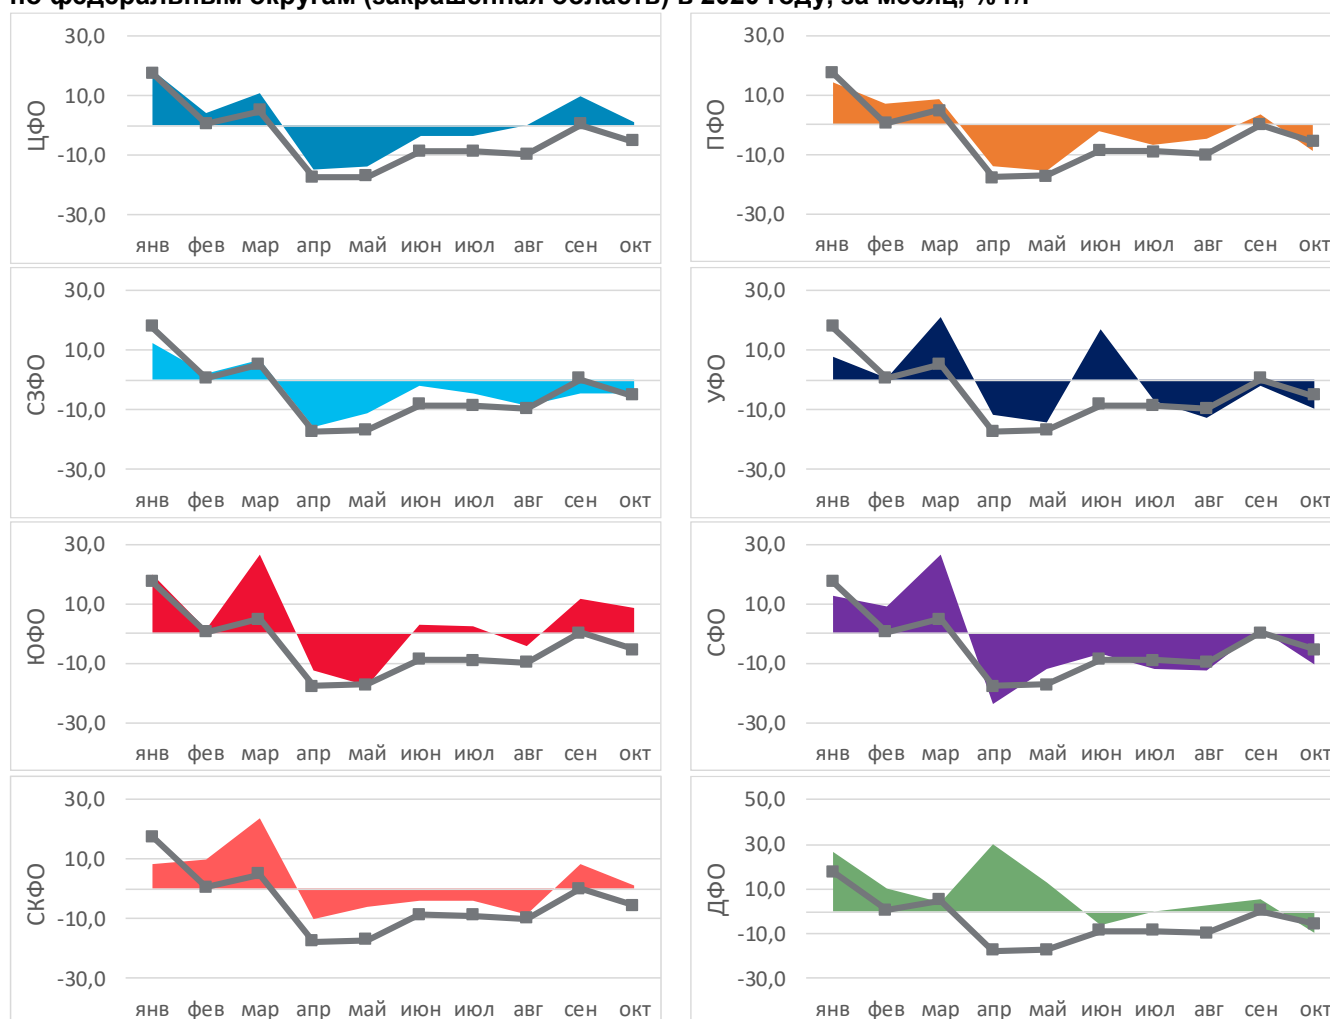 по федеральным округам (закрашенная область) в 2020 году, за месяц, % г/г
30,0
10,0
-10,0
-30,0
ЦФО
янв фев мар апр май июн июл авг сен окт
30,0
10,0
-10,0
-30,0
ПФО
янв фев мар апр май июн июл авг сен окт
30,0
10,0
-10,0
-30,0
СЗФО
янв фев мар апр май июн июл авг сен окт
30,0
10,0
-10,0
-30,0
УФО
янв фев мар апр май июн июл авг сен окт
30,0
10,0
-10,0
-30,0
ЮФО
янв фев мар апр май июн июл авг сен окт
30,0
10,0
-10,0
-30,0
СФО
янв фев мар апр май июн июл авг сен окт
30,0
10,0
-10,0
-30,0
СКФО
янв фев мар апр май июн июл авг сен окт
50,0
30,0
10,0
-10,0
-30,0
ДФО
янв фев мар апр май июн июл авг сен окт